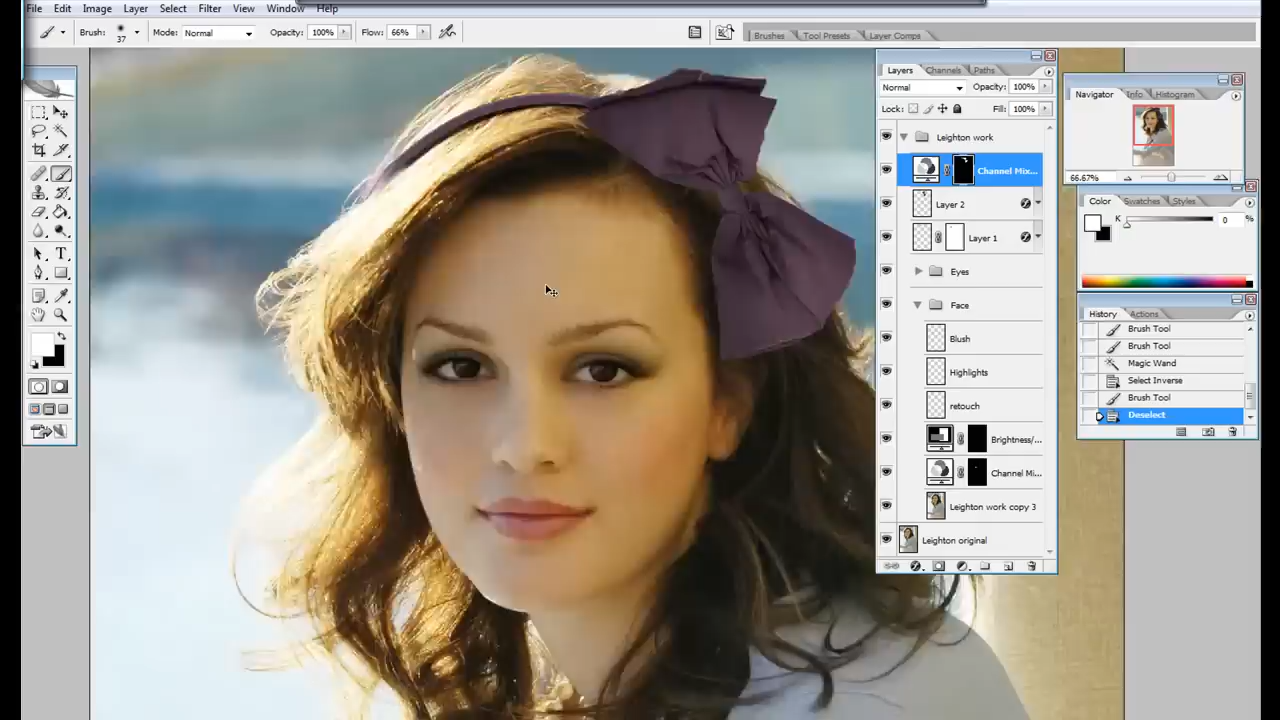 File Edit Image Layer Select Filter View Window Help
Brush: 37 Mode: Normal Opacity: 100% Flow: 66% Brushes Tool Presets Layer Comps
Layers Channels Paths
Normal Opacity: 100%
Lock: Fill: 100%
Leighton work
Channel Mix...
Layer 2
Layer 1
Eyes
Face
Blush
Highlights
retouch
Brightness/...
Channel Mi...
Leighton work copy 3
Leighton original
Navigator Info Histogram
66.67%
Color Swatches Styles
K 0 %
History Actions
Brush Tool
Brush Tool
Magic Wand
Select Inverse
Brush Tool
Deselect